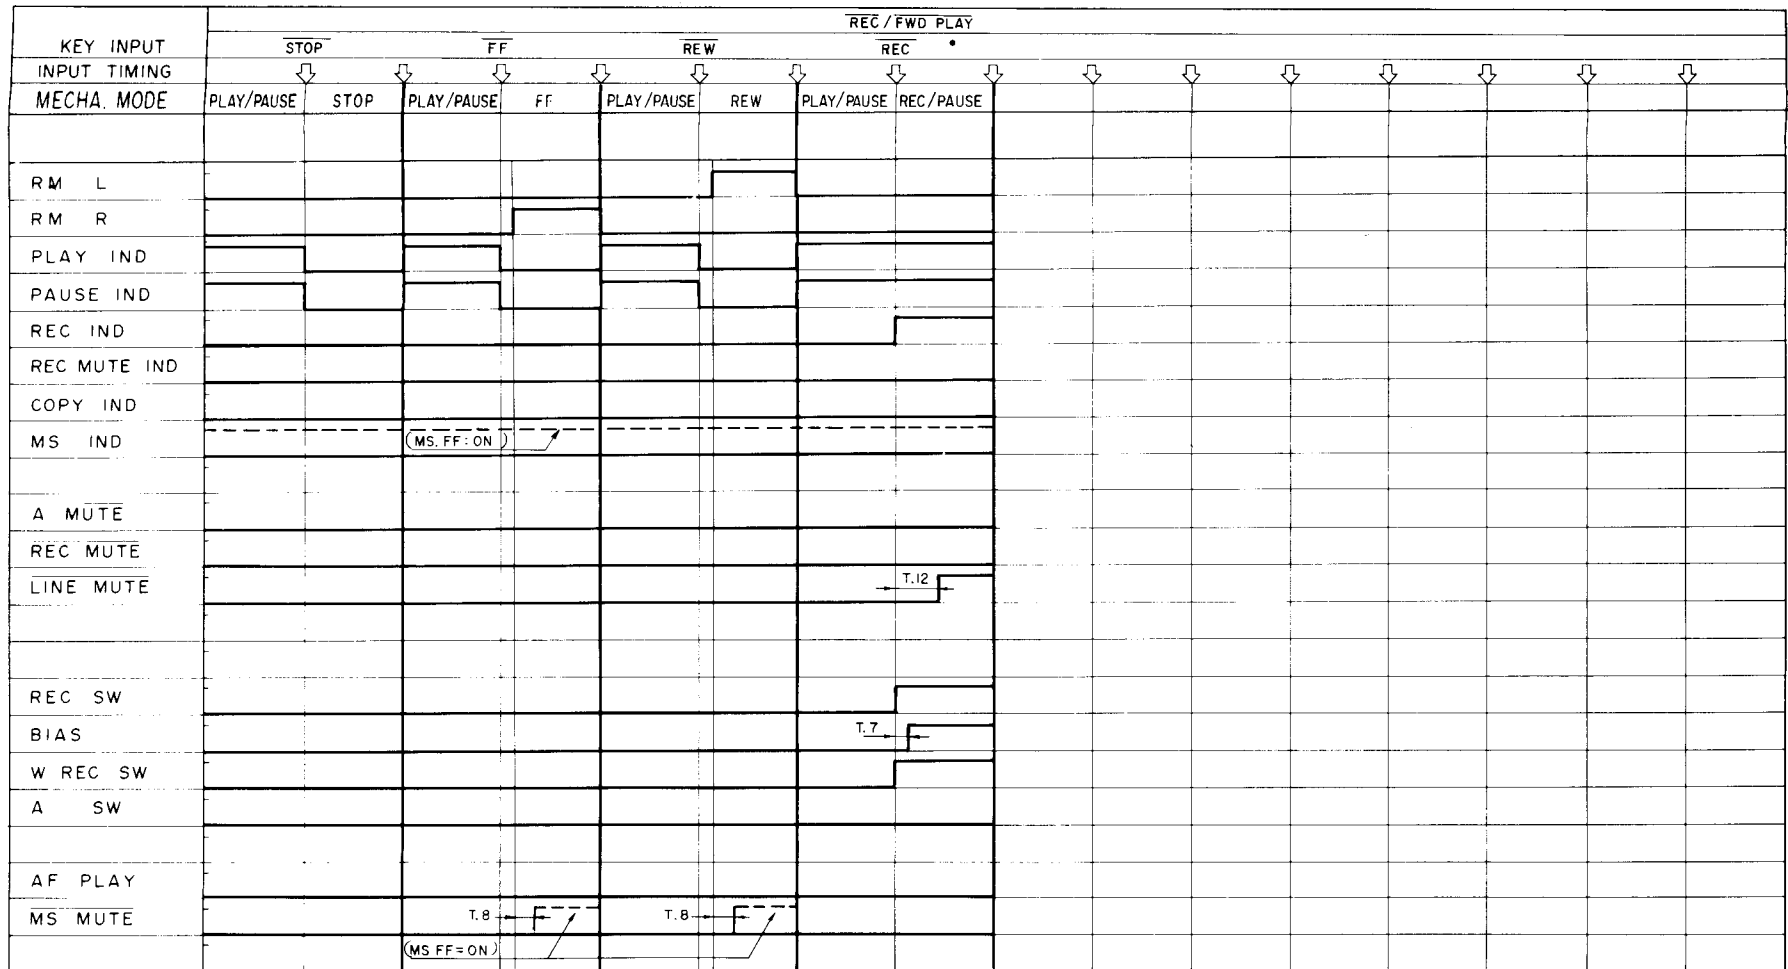 REC/FWD PLAY
KEY INPUT STOP FF REW REC
INPUT TIMING
MECHA. MODE PLAY/PAUSE STOP PLAY/PAUSE FF PLAY/PAUSE REW PLAY/PAUSE REC/PAUSE
RM L
RM R
PLAY IND
PAUSE IND
REC IND
REC MUTE IND
COPY IND
MS IND (MS. FF: ON)
A MUTE
REC MUTE
LINE MUTE T.12
REC SW
BIAS T.7
W REC SW
A SW
AF PLAY
MS MUTE T.8 T.8
(MS FF=ON)